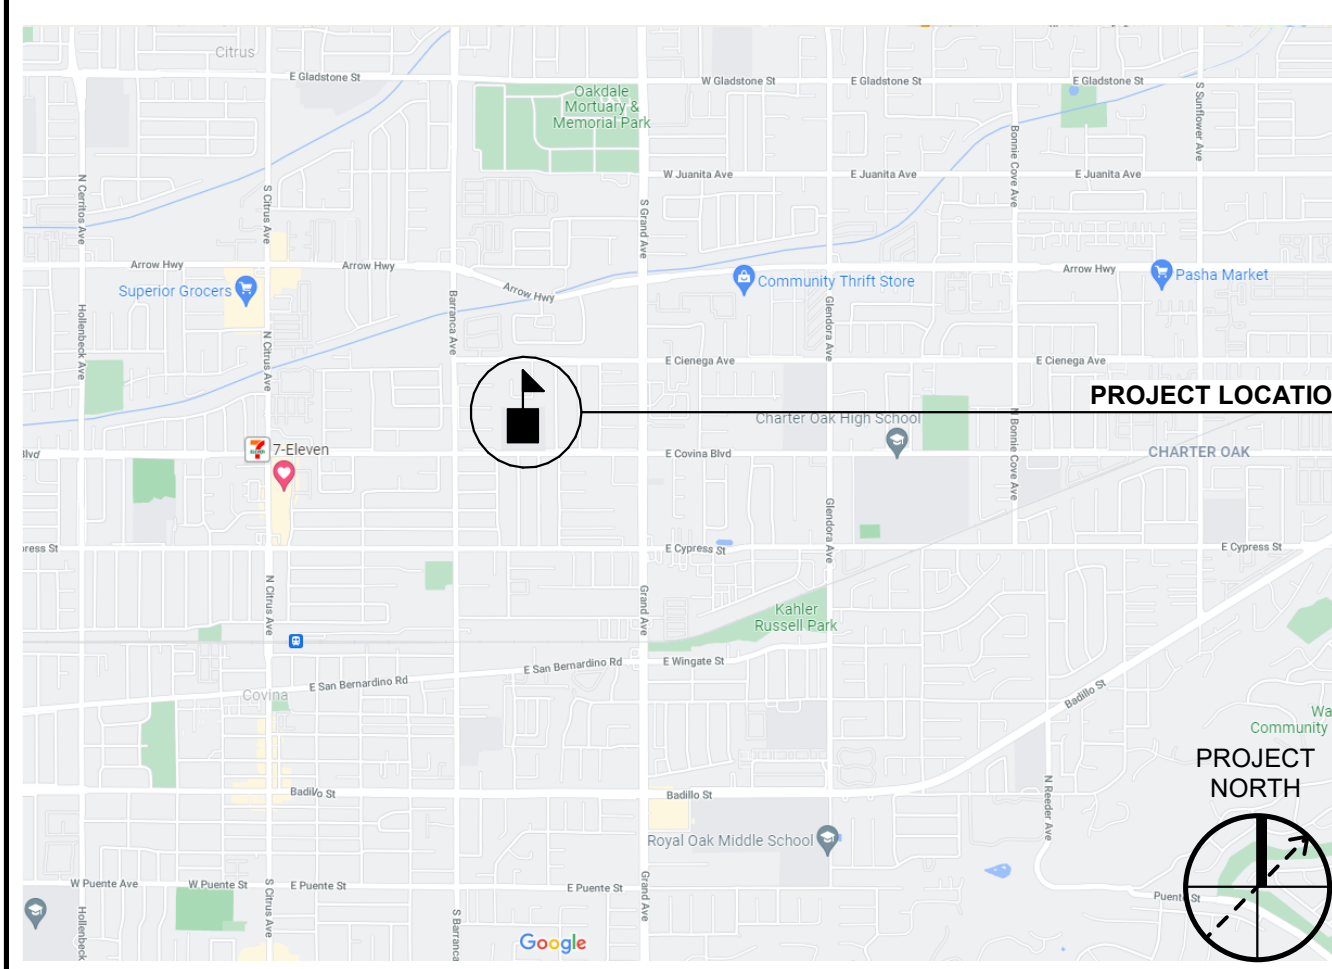 Citrus
E Gladstone St
W Gladstone St
E Gladstone St
E Gladstone St
Oakdale
Mortuary &
Memorial Park
S Sunflower Ave
Bonnie Cove Ave
N Cerritos Ave
S Citrus Ave
W Juanita Ave
E Juanita Ave
E Juanita Ave
S Grand Ave
Arrow Hwy
Arrow Hwy
Arrow Hwy
Arrow Hwy
Superior Grocers
Community Thrift Store
Pasha Market
Hollenbeck Ave
N Citrus Ave
Barranca Ave
Glendora Ave
E Cienega Ave
E Cienega Ave
PROJECT LOCATIO
Charter Oak High School
N Bonnie Cove Ave
Blvd
7-Eleven
E Covina Blvd
CHARTER OAK
Glendora Ave
ress St
E Cypress St
E Cypress St
N Citrus Ave
Grand Ave
Kahler
Russell Park
E San Bernardino Rd
E San Bernardino Rd
E Wingate St
Covina
Badillo St
Wa
Community
PROJECT
NORTH
Badillo St
Badillo St
N Reeder Ave
Royal Oak Middle School
W Puente Ave
W Puente St
E Puente St
E Puente St
Puente St
Hollenbeck
S Citrus Ave
S Barranca
Grand Ave
Google